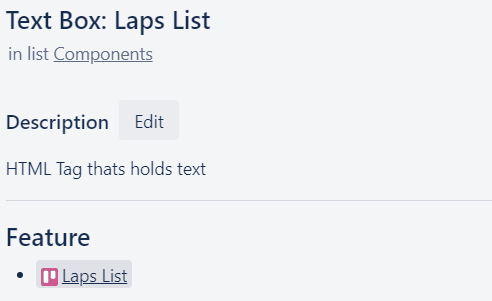 Text Box: Laps List
in list Components
Description Edit
HTML Tag thats holds text
Feature
Laps List